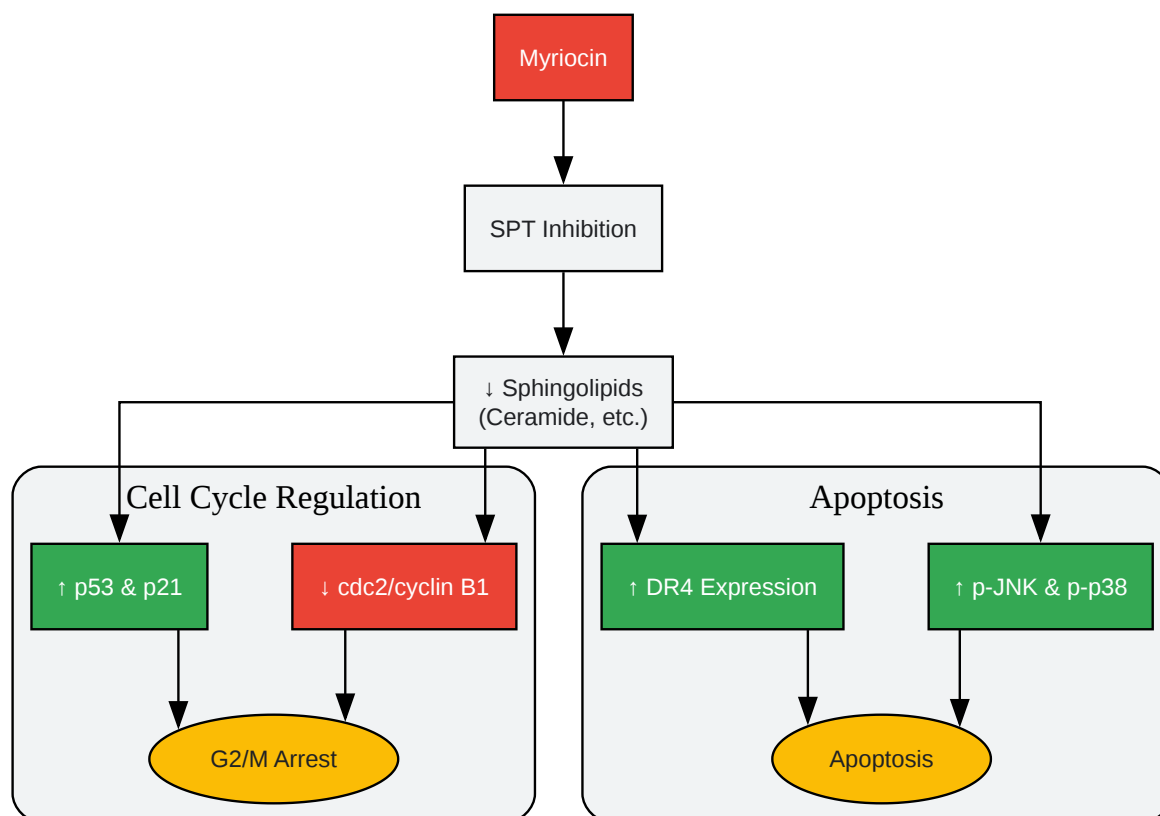 Myriocin
SPT Inhibition
↓ Sphingolipids
(Ceramide, etc.)
Cell Cycle Regulation
Apoptosis
↑ p53 & p21
↓ cdc2/cyclin B1
↑ DR4 Expression
↑ p-JNK & p-p38
G2/M Arrest
Apoptosis